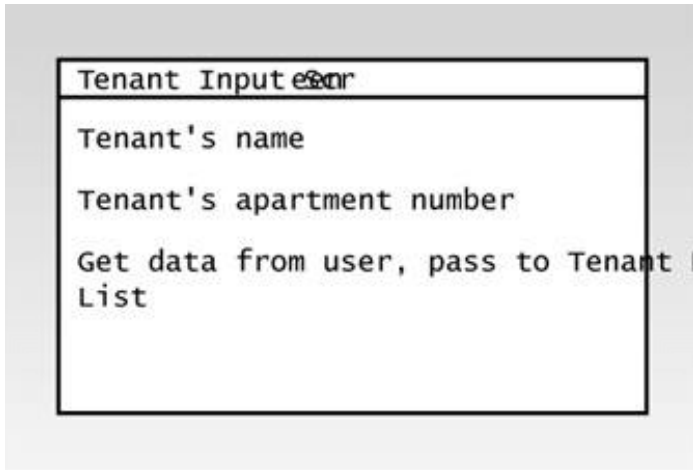 Tenant Input
Tenant's name
Tenant's apartment number
Get data from user, pass to Tenant
List